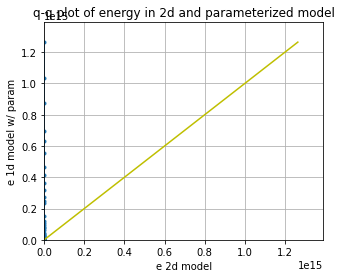 q-q plot of energy in 2d and parameterized model
1e15
1.2
1.0
0.8
0.6
0.4
0.2
0.0
e 1d model w/ param
0.0 0.2 0.4 0.6 0.8 1.0 1.2
e 2d model
1e15